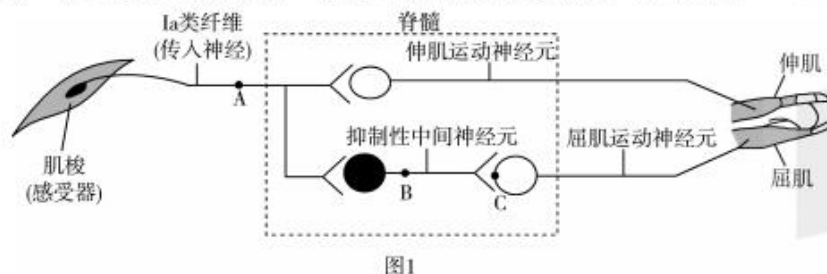 Ia类纤维
(传入神经)
脊髓
伸肌运动神经元
伸肌
A
肌梭
(感受器)
抑制性中间神经元
B
C
屈肌运动神经元
屈肌
图1